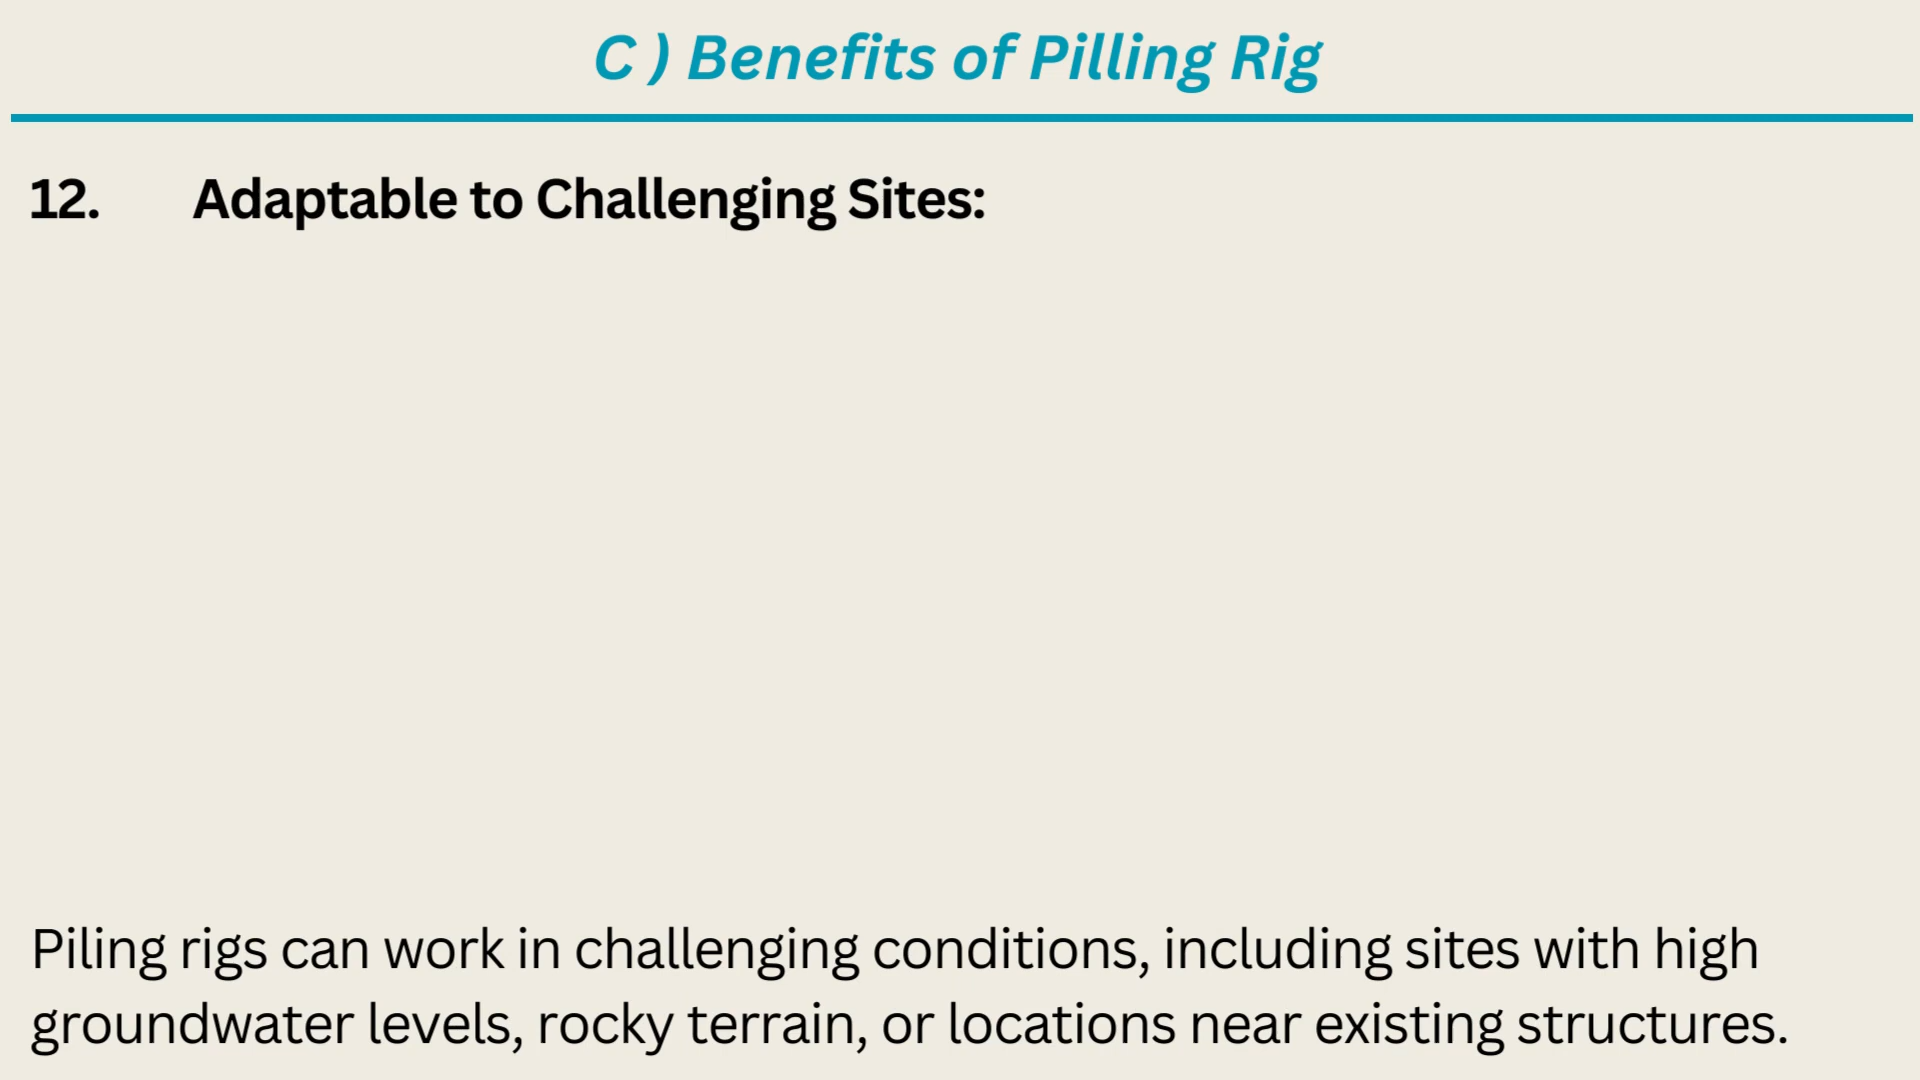 C ) Benefits of Pilling Rig
12. Adaptable to Challenging Sites:
Piling rigs can work in challenging conditions, including sites with high
groundwater levels, rocky terrain, or locations near existing structures.